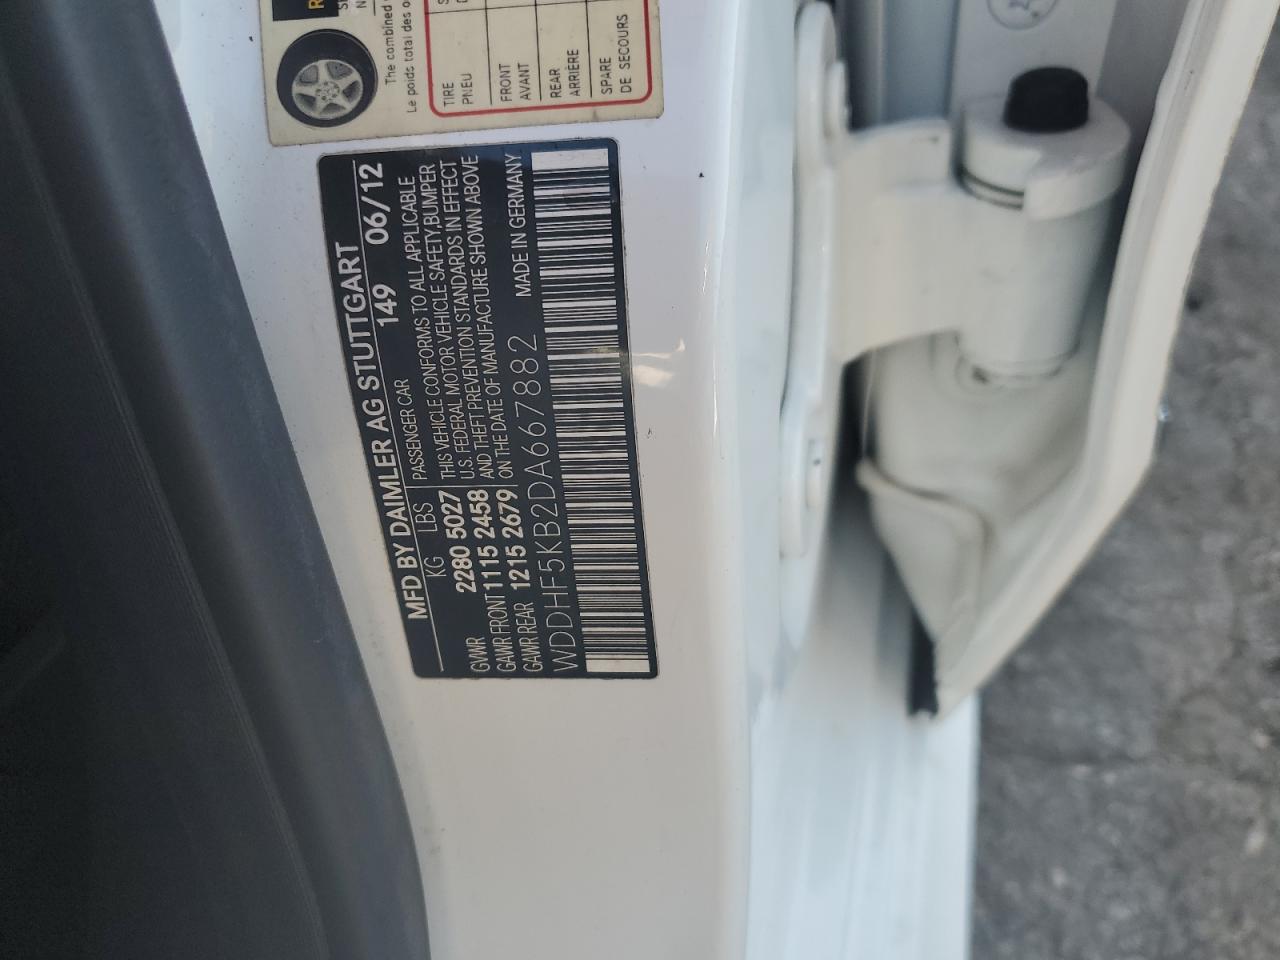 MFD BY DAIMLER AG STUTTGART
KG LBS 149 06/12
PASSENGER CAR
GVWR 2280 5027
GAWR FRONT 1115 2458
GAWR REAR 1215 2679
THIS VEHICLE CONFORMS TO ALL APPLICABLE
U.S. FEDERAL MOTOR VEHICLE SAFETY,BUMPER
AND THEFT PREVENTION STANDARDS IN EFFECT
ON THE DATE OF MANUFACTURE SHOWN ABOVE
WDDHF5KB2DA667882 MADE IN GERMANY
The combined
Le poids total des
TIRE
PNEU
FRONT
AVANT
REAR
ARRIÈRE
SPARE
DE SECOURS